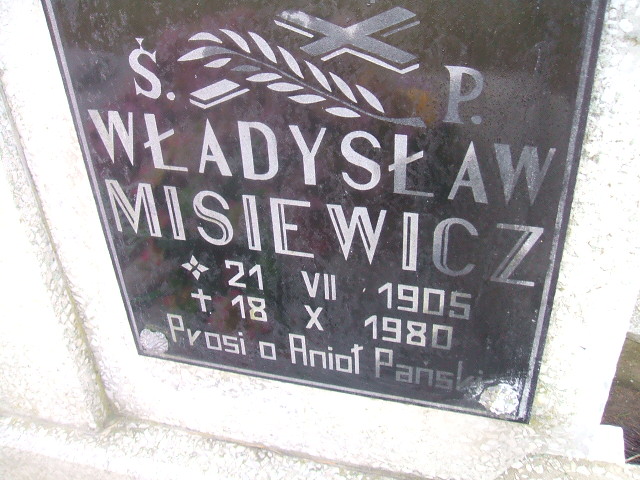 Ś. P.
WŁADYSŁAW
MISIEWICZ
21 VII 1905
+ 18 X 1980
Prosi o Anioł Pański